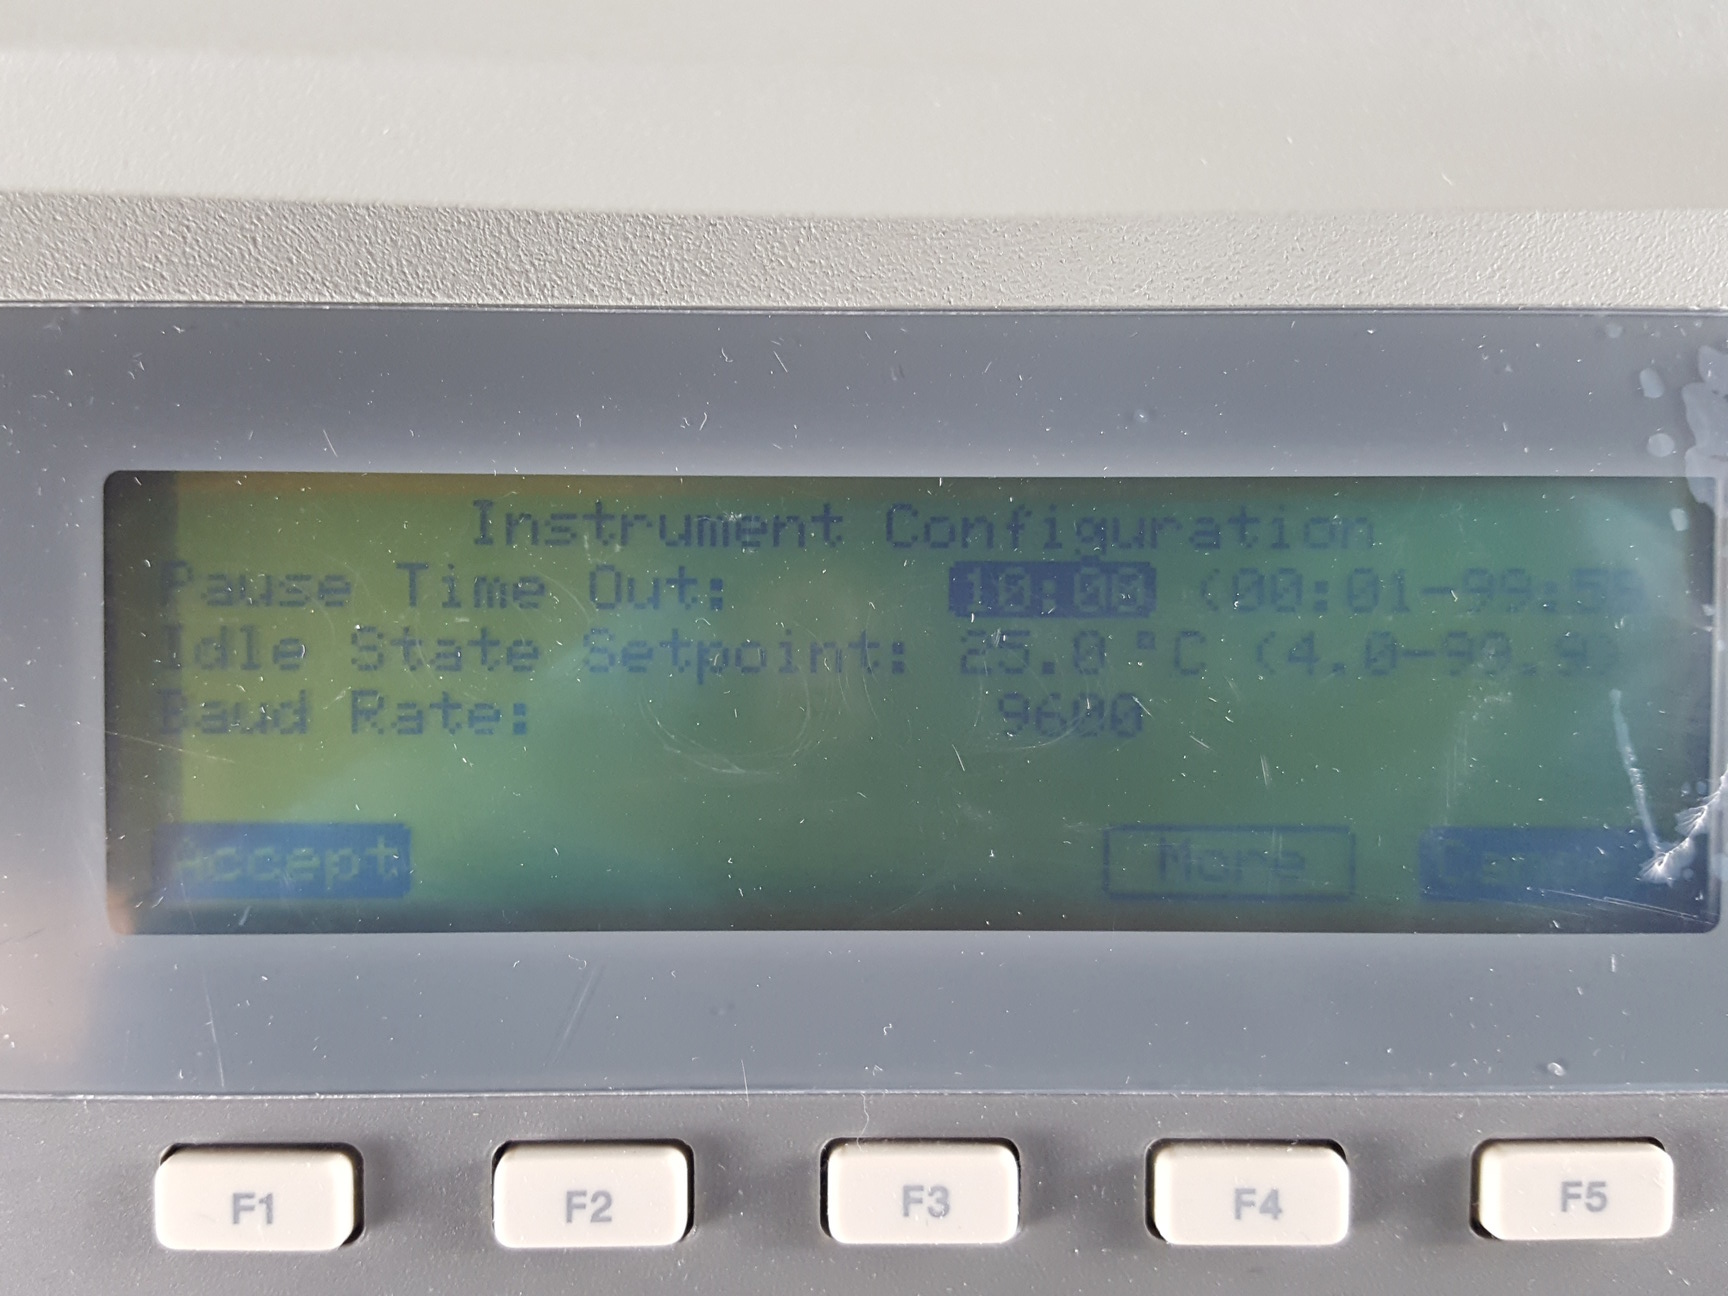 Instrument Configuration
Pause Time Out: 10:00 (00:01-99:59
Idle State Setpoint: 25.0°C (4.0-99.9)
Baud Rate: 9600
Accept More Cancel
F1 F2 F3 F4 F5